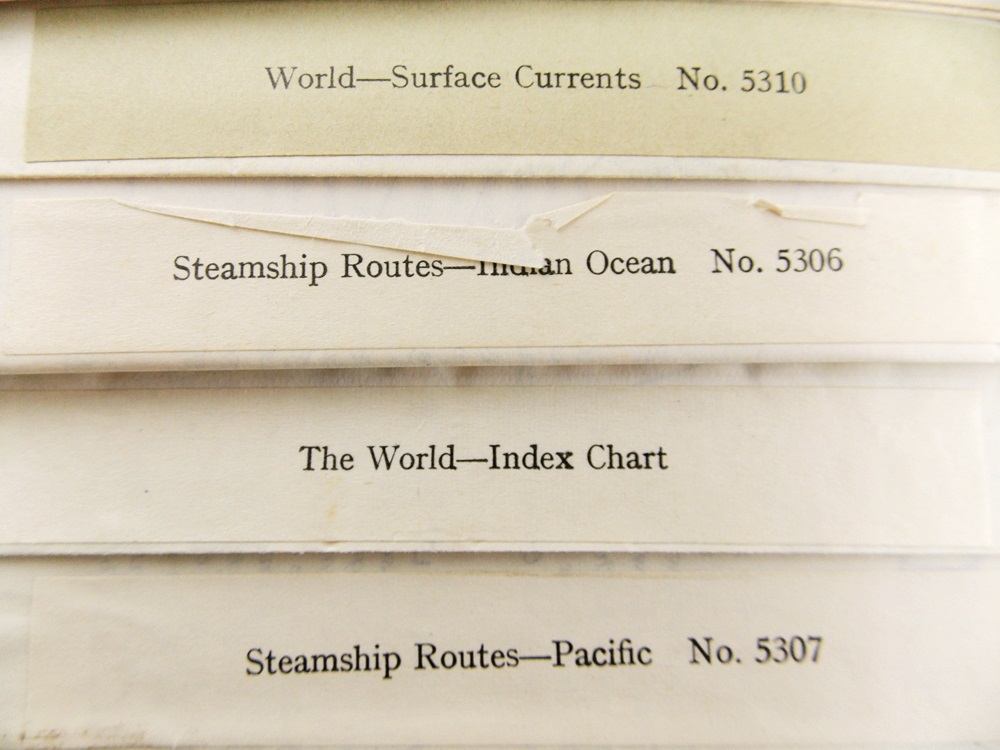 World—Surface Currents No. 5310
Steamship Routes—Indian Ocean No. 5306
The World—Index Chart
Steamship Routes—Pacific No. 5307